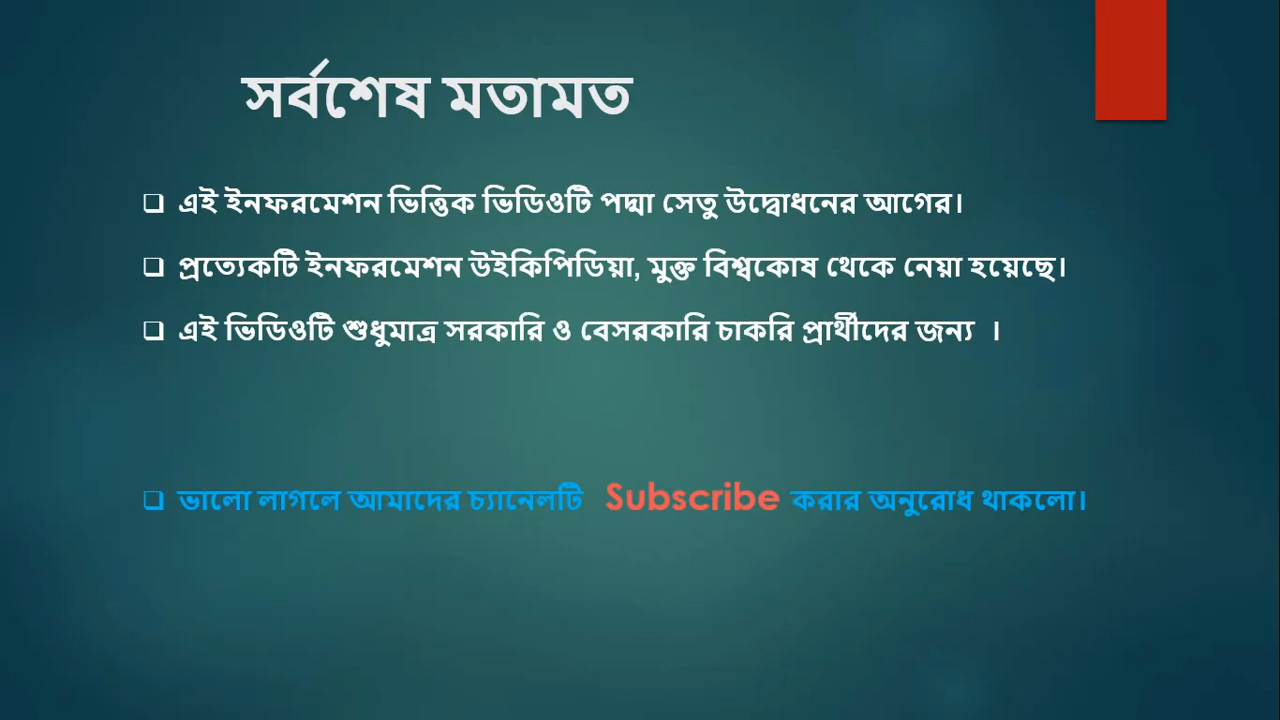 সর্বশেষ মতামত
এই ইনফরমেশন ভিত্তিক ভিডিওটি পদ্মা সেতু উদ্বোধনের আগের।
প্রত্যেকটি ইনফরমেশন উইকিপিডিয়া, মুক্ত বিশ্বকোষ থেকে নেয়া হয়েছে।
এই ভিডিওটি শুধুমাত্র সরকারি ও বেসরকারি চাকরি প্রার্থীদের জন্য ।
ভালো লাগলে আমাদের চ্যানেলটি Subscribe করার অনুরোধ থাকলো।